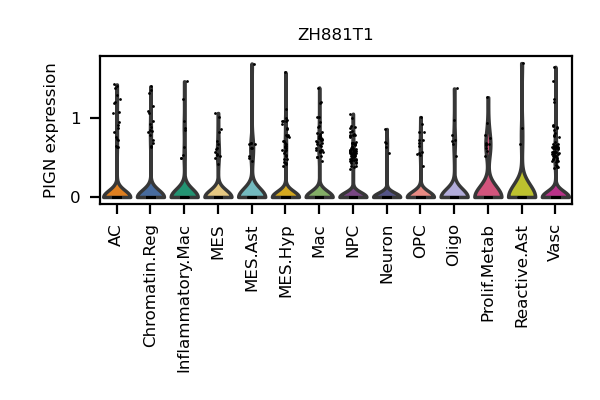 ZH881T1
PIGN expression
1
0
AC
Chromatin.Reg
Inflammatory.Mac
MES
MES.Ast
MES.Hyp
Mac
NPC
Neuron
OPC
Oligo
Prolif.Metab
Reactive.Ast
Vasc